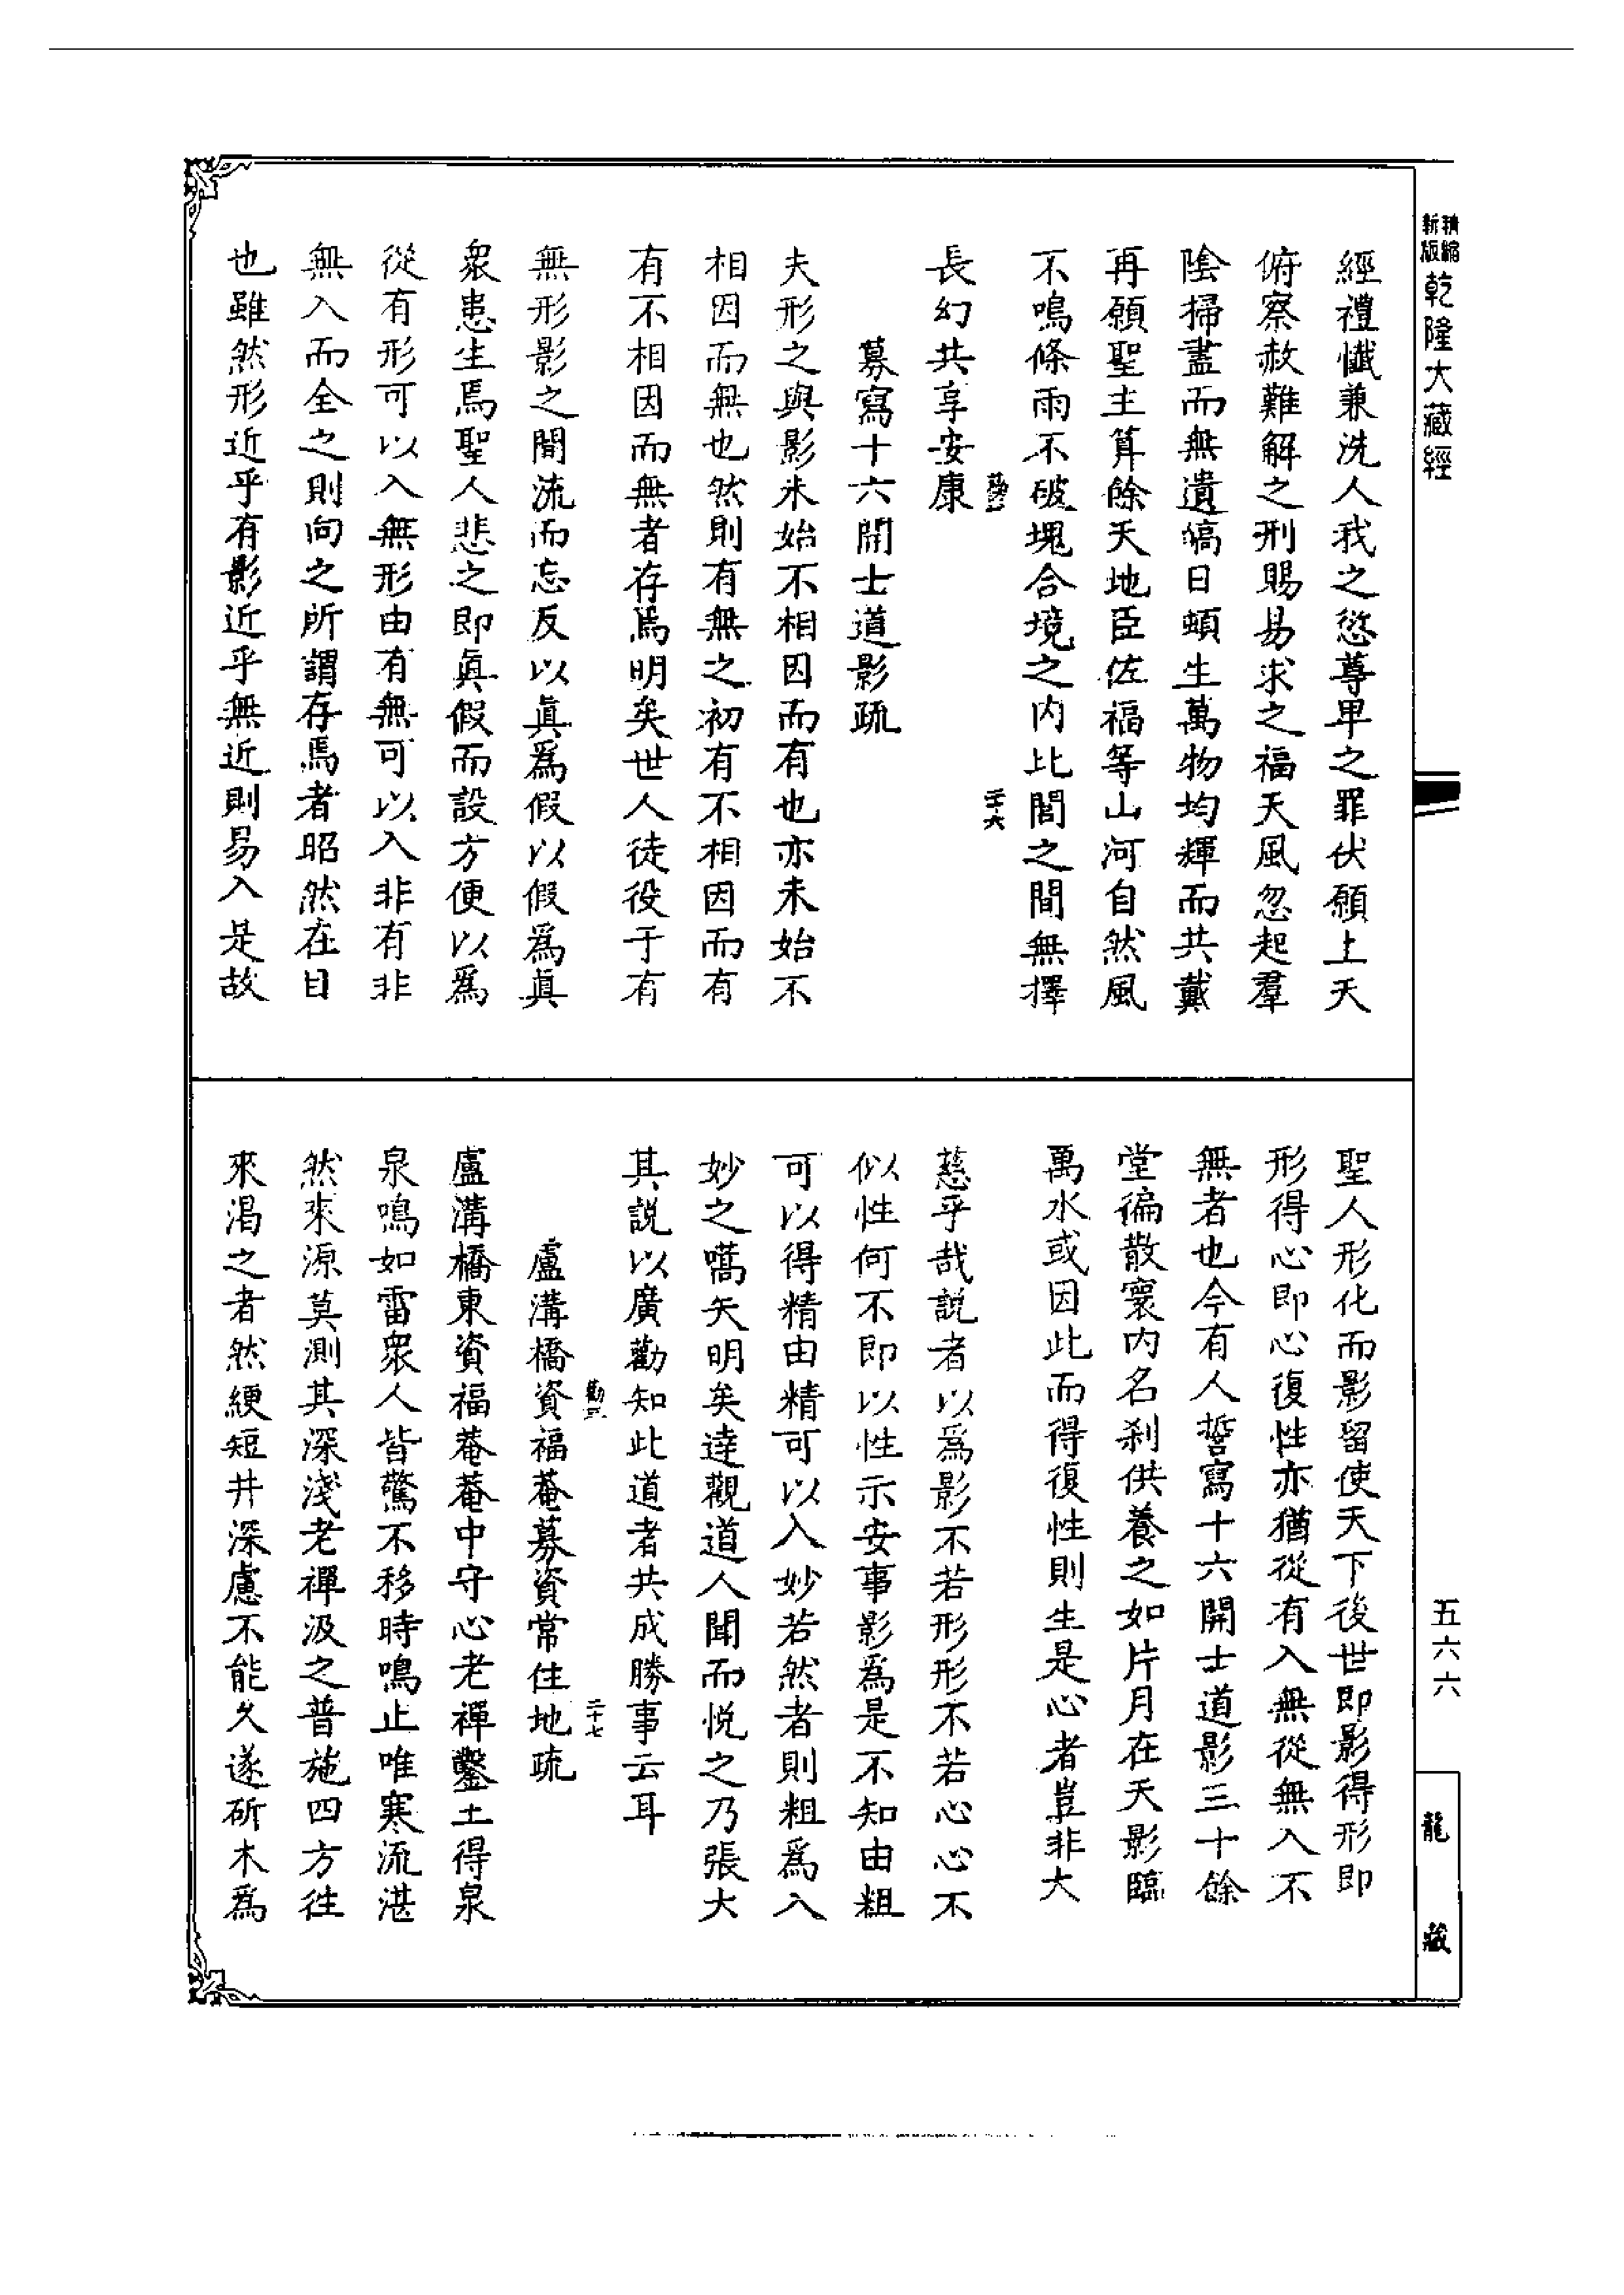 精縮新版乾隆大藏經
經禮懺兼洗人我之愆尊卑之罪伏願上天
俯察赦難解之刑賜易求之福天風忽起羣
陰掃盡而無遺皜日頓生萬物均輝而共戴
再願聖主算餘天地臣佐福等山河自然風
不鳴條雨不破塊合境之内比閭之間無擇
長幻共享安康
二十六
募寫十六開士道影疏
夫形之與影未始不相因而有也亦未始不
相因而無也然則有無之初有不相因而有
有不相因而無者存焉明矣世人徒役于有
無形影之間流而忘反以眞爲假以假爲眞
衆患生焉聖人悲之即眞假而設方便以爲
從有形可以入無形由有無可以入非有非
無入而全之則向之所謂存焉者昭然在目
也雖然形近乎有影近乎無近則易入是故
聖人形化而影留使天下後世即影得形即
形得心即心復性亦猶從有入無從無入不
無者也今有人誓寫十六開士道影三十餘
堂徧散寰内名刹供養之如片月在天影臨
萬水或因此而得復性則生是心者豈非大
慈乎哉説者以爲影不若形形不若心心不
似性何不即以性示安事影爲是不知由粗
可以得精由精可以入妙若然者則粗爲入
妙之嚆矢明矣達觀道人聞而悅之乃張大
其說以廣勸知此道者共成勝事云耳
二十七
盧溝橋資福菴募資常住地疏
盧溝橋東資福菴菴中守心老禪鑿土得泉
泉鳴如雷衆人皆驚不移時鳴止唯寒流湛
然來源莫測其深淺老禪汲之普施四方往
來渴之者然綆短井深慮不能久遂斫木爲
五六六
龍藏